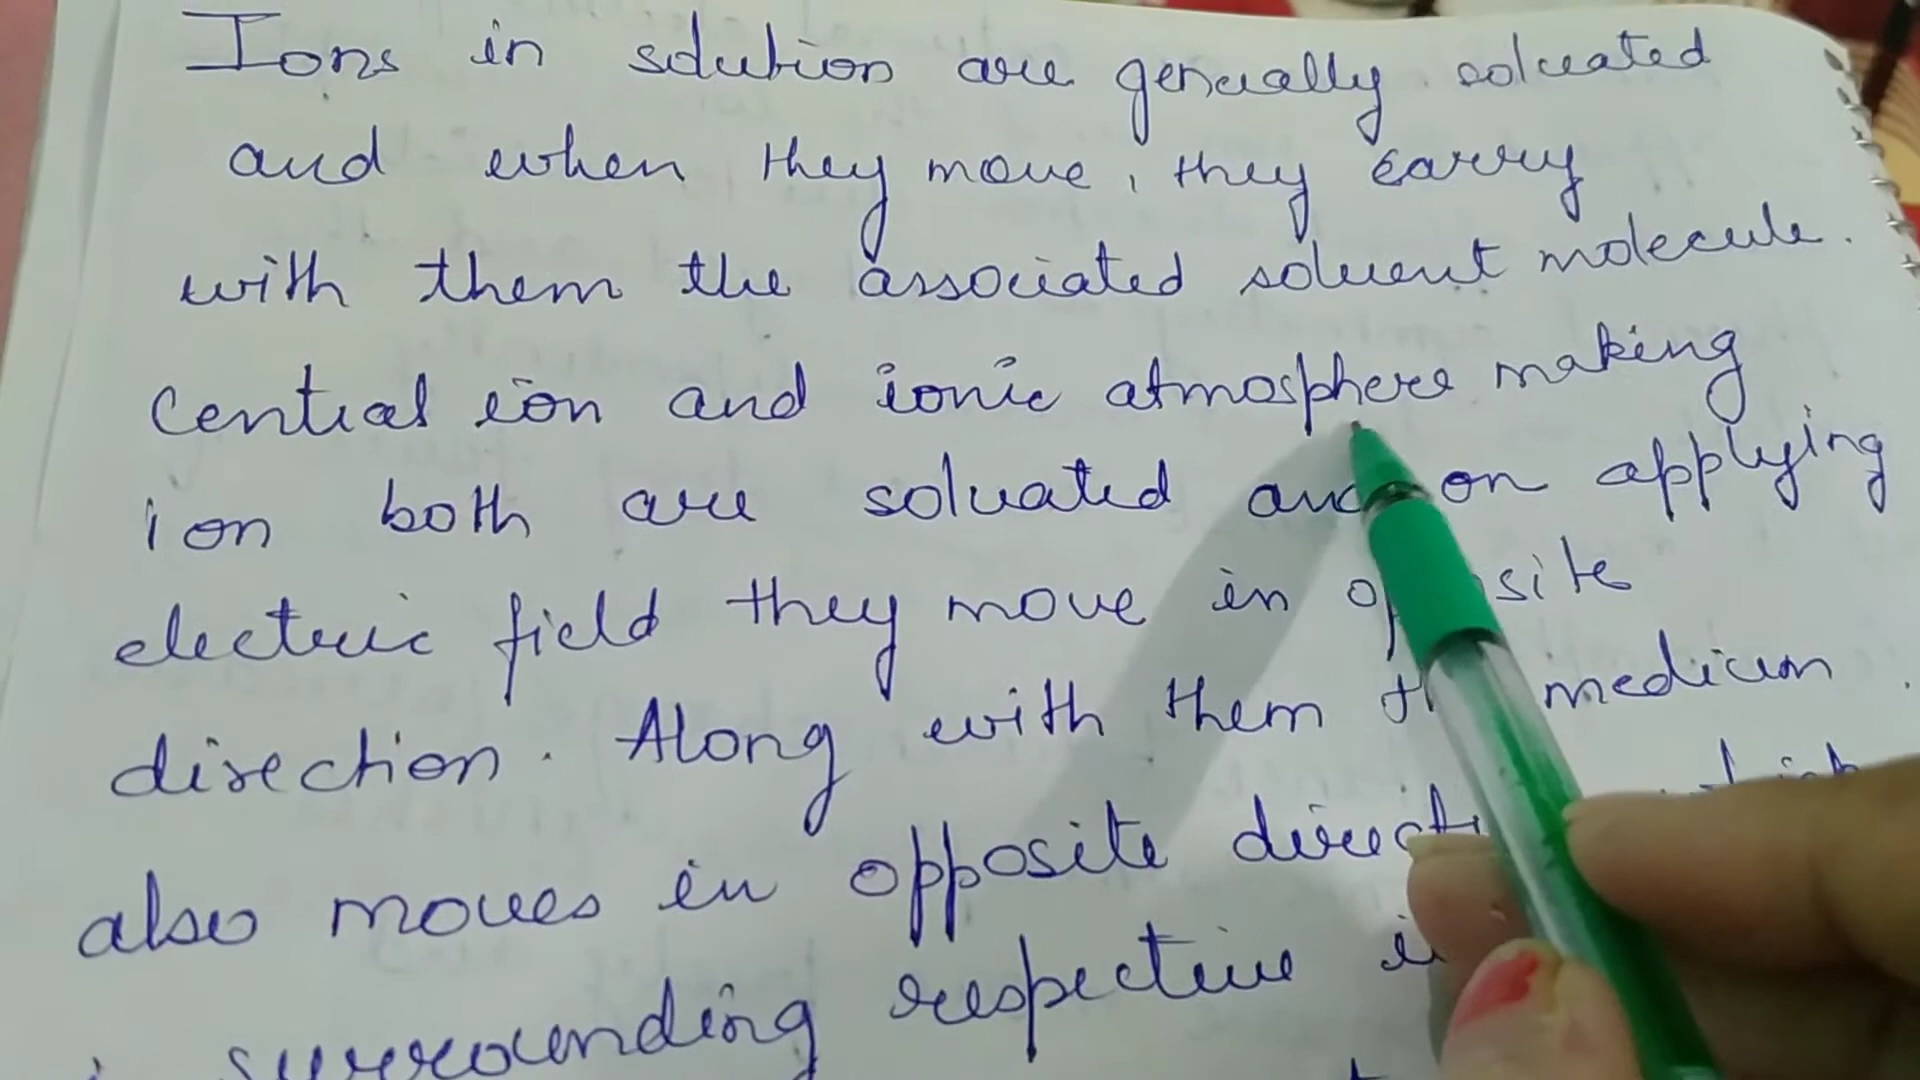 Ions in solution are generally solvated
and when they move, they carry
with them the associated solvent molecule.
Central ion and ionic atmosphere making
ion both are solvated and on applying
electric field they move in opposite
direction. Along with them medium
also moves in opposite
surrounding respective